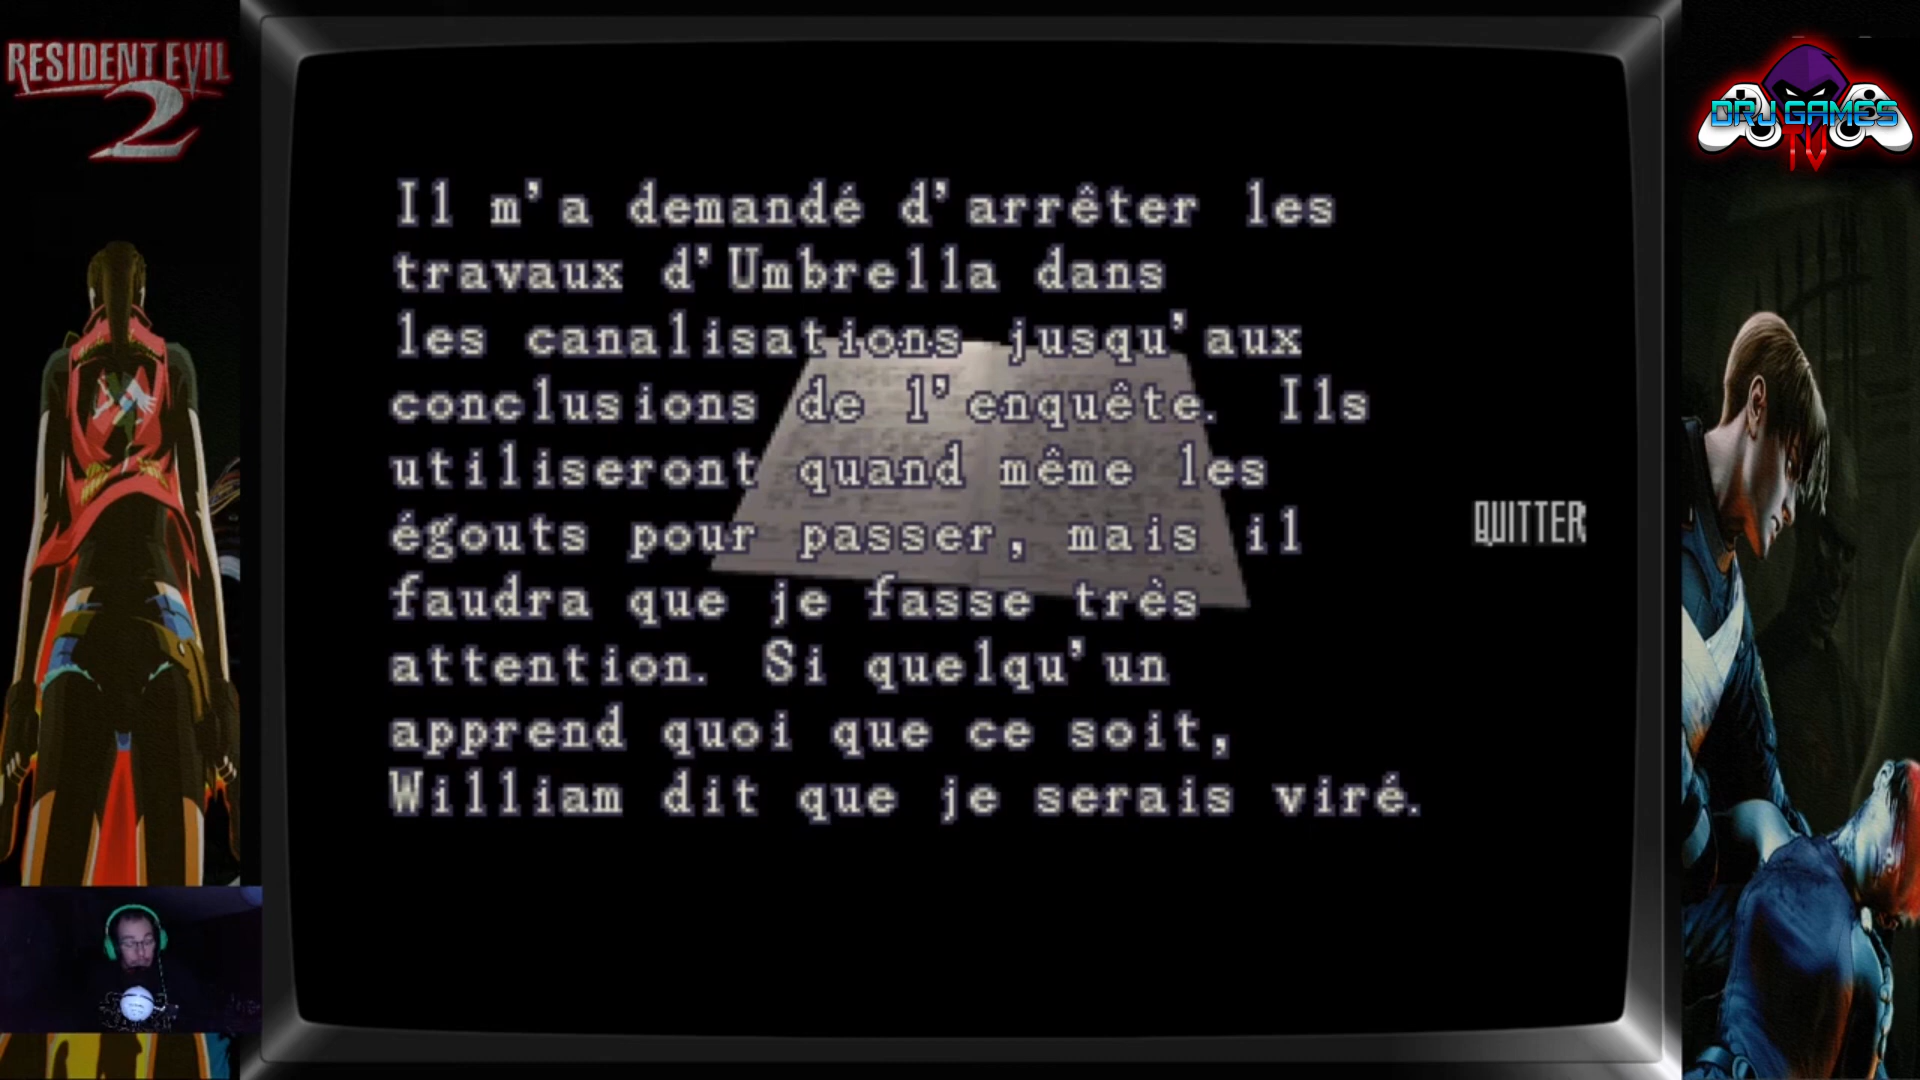 RESIDENT EVIL
2
DRJ GAMES
TV
Il m'a demandé d'arrêter les
travaux d'Umbrella dans
les canalisations jusqu'aux
conclusions de l'enquête. Ils
utiliseront quand même les
égouts pour passer, mais il
faudra que je fasse très
attention. Si quelqu'un
apprend quoi que ce soit,
William dit que je serais viré.
QUITTER